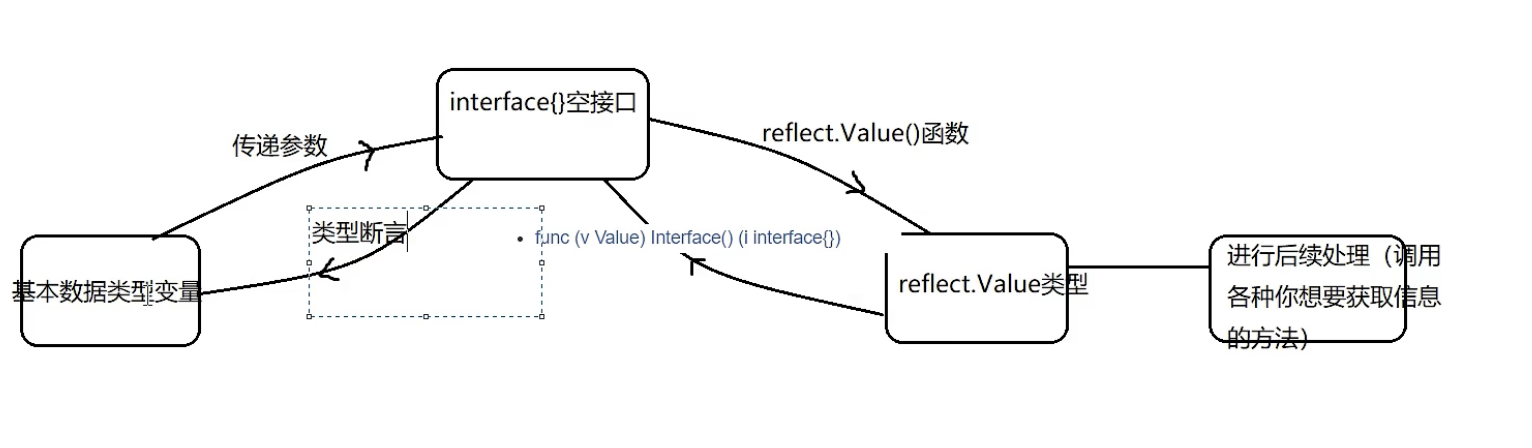 interface{}空接口
传递参数
reflect.Value()函数
类型断言
func (v Value) Interface() (i interface{})
基本数据类型变量
reflect.Value类型
进行后续处理（调用
各种你想要获取信息
的方法）